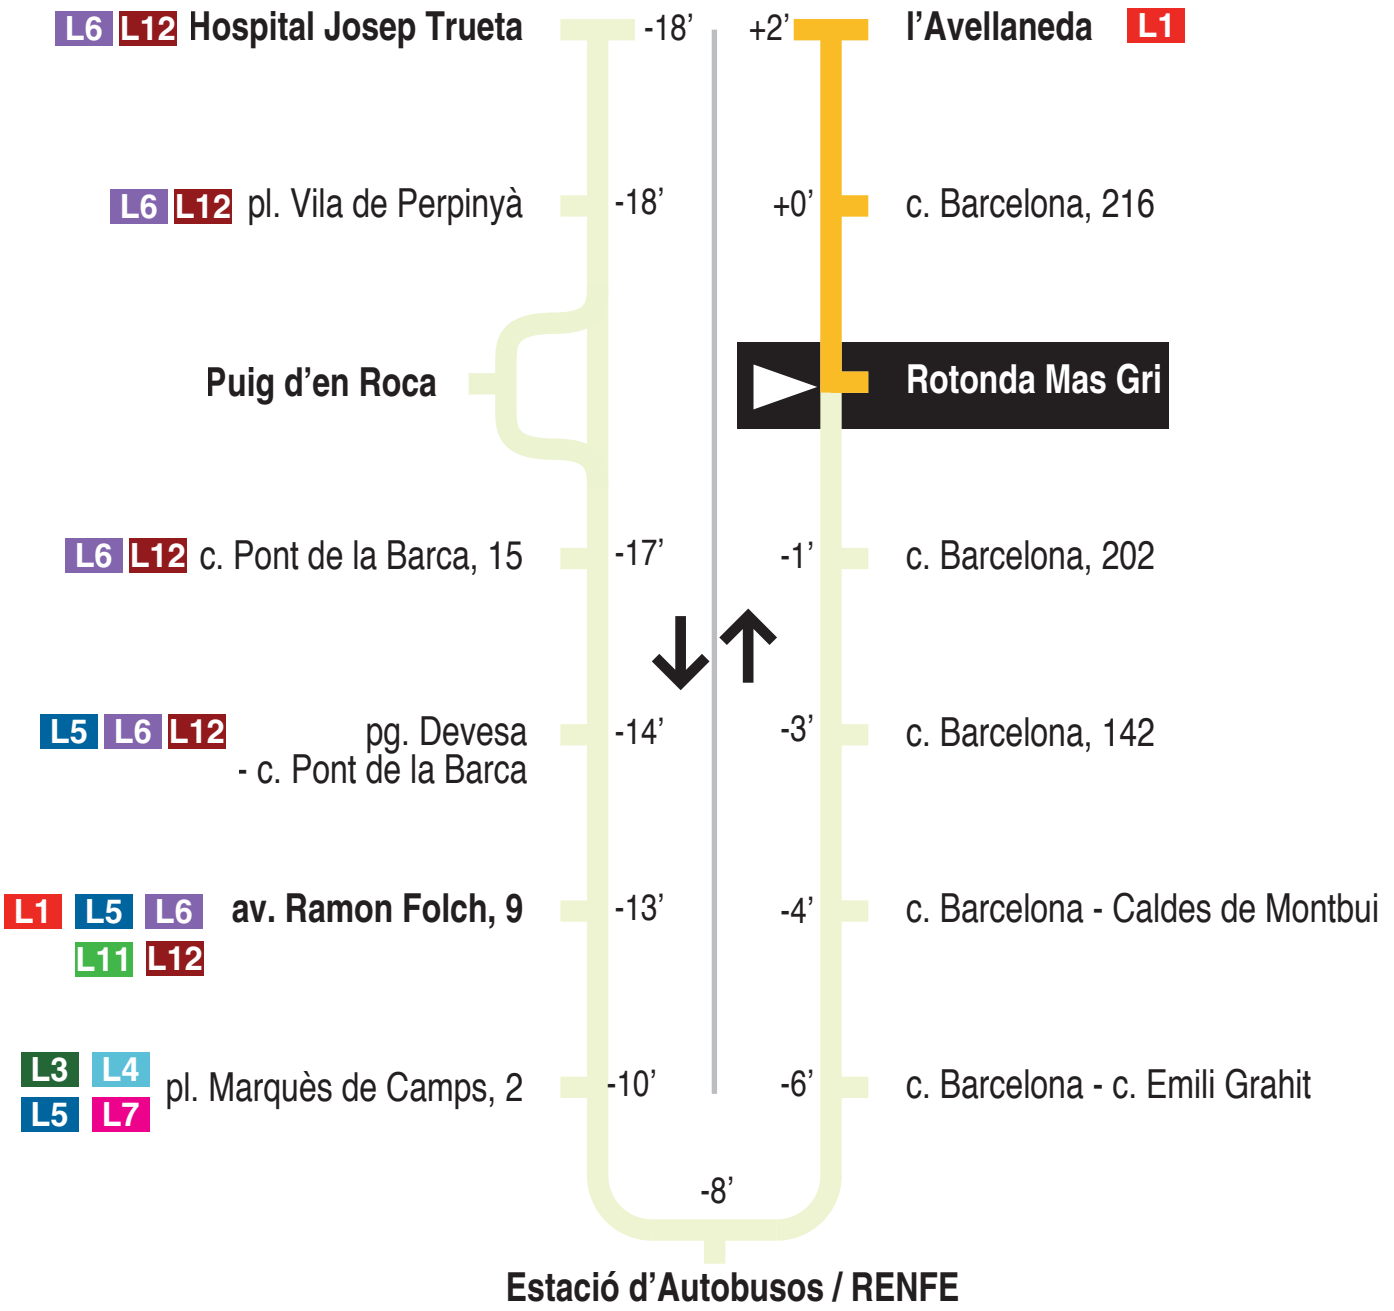 L6 L12 Hospital Josep Trueta -18’ +2’ l’Avellaneda L1
L6 L12 pl. Vila de Perpinyà -18’ +0’ c. Barcelona, 216
Puig d’en Roca Rotonda Mas Gri
L6 L12 c. Pont de la Barca, 15 -17’ -1’ c. Barcelona, 202
L5 L6 L12 pg. Devesa -14’ -3’ c. Barcelona, 142
- c. Pont de la Barca
L1 L5 L6 av. Ramon Folch, 9 -13’ -4’ c. Barcelona - Caldes de Montbui
L11 L12
L3 L4
pl. Marquès de Camps, 2 -10’ -6’ c. Barcelona - c. Emili Grahit
L5 L7
-8’
Estació d’Autobusos / RENFE